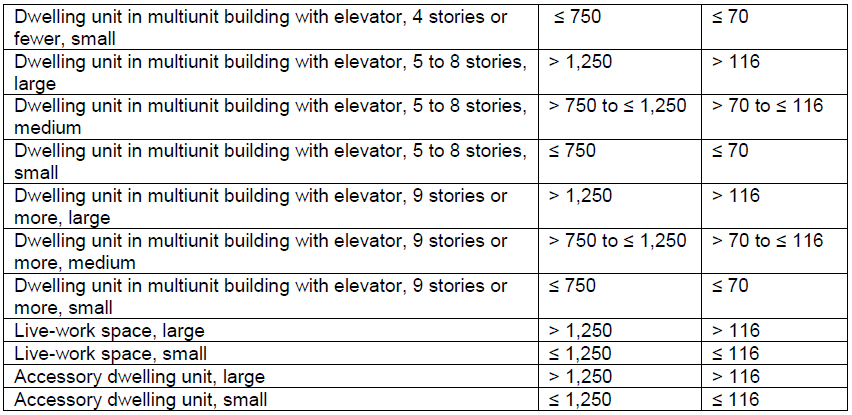 Dwelling unit in multiunit building with elevator, 4 stories or ≤ 750 ≤ 70
fewer, small
Dwelling unit in multiunit building with elevator, 5 to 8 stories, > 1,250 > 116
large
Dwelling unit in multiunit building with elevator, 5 to 8 stories, > 750 to ≤ 1,250 > 70 to ≤ 116
medium
Dwelling unit in multiunit building with elevator, 5 to 8 stories, ≤ 750 ≤ 70
small
Dwelling unit in multiunit building with elevator, 9 stories or > 1,250 > 116
more, large
Dwelling unit in multiunit building with elevator, 9 stories or > 750 to ≤ 1,250 > 70 to ≤ 116
more, medium
Dwelling unit in multiunit building with elevator, 9 stories or ≤ 750 ≤ 70
more, small
Live-work space, large > 1,250 > 116
Live-work space, small ≤ 1,250 ≤ 116
Accessory dwelling unit, large > 1,250 > 116
Accessory dwelling unit, small ≤ 1,250 ≤ 116